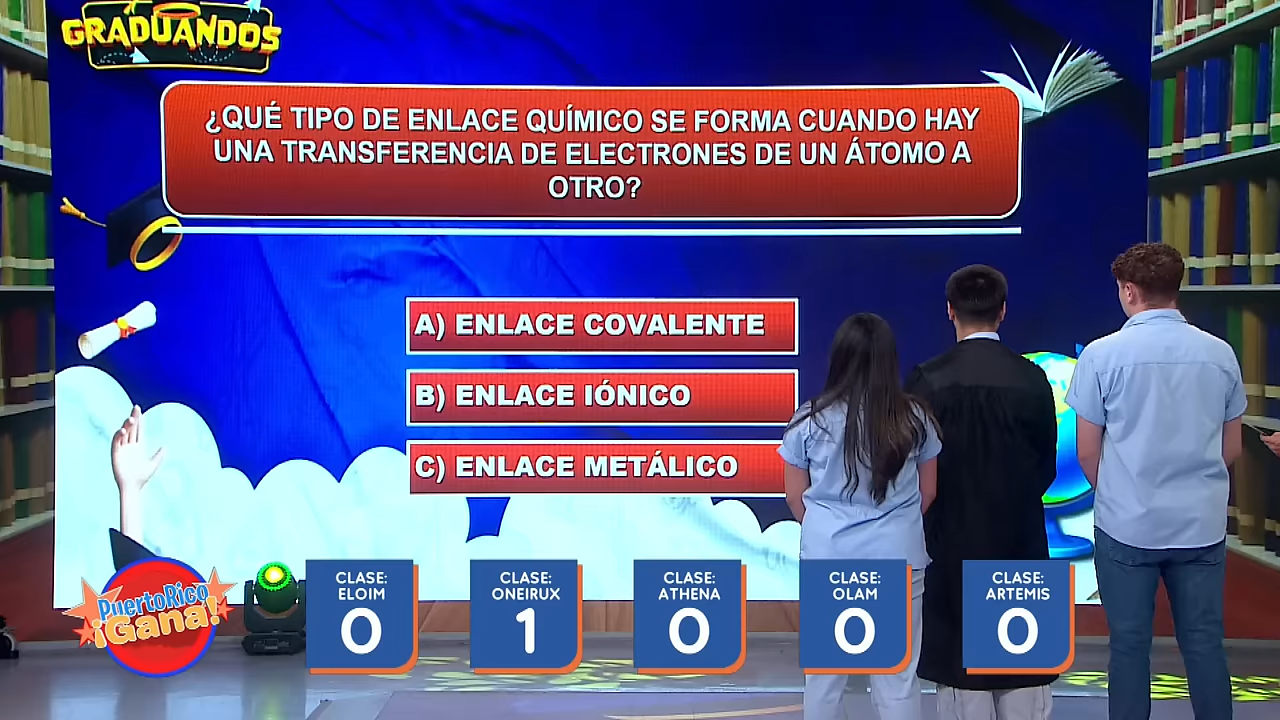 GRADUANDOS
¿QUÉ TIPO DE ENLACE QUÍMICO SE FORMA CUANDO HAY
UNA TRANSFERENCIA DE ELECTRONES DE UN ÁTOMO A
OTRO?
A) ENLACE COVALENTE
B) ENLACE IÓNICO
C) ENLACE METÁLICO
PuertoRico
¡Gana!
CLASE:
ELOIM
0
CLASE:
ONEIRUX
1
CLASE:
ATHENA
0
CLASE:
OLAM
0
CLASE:
ARTEMIS
0